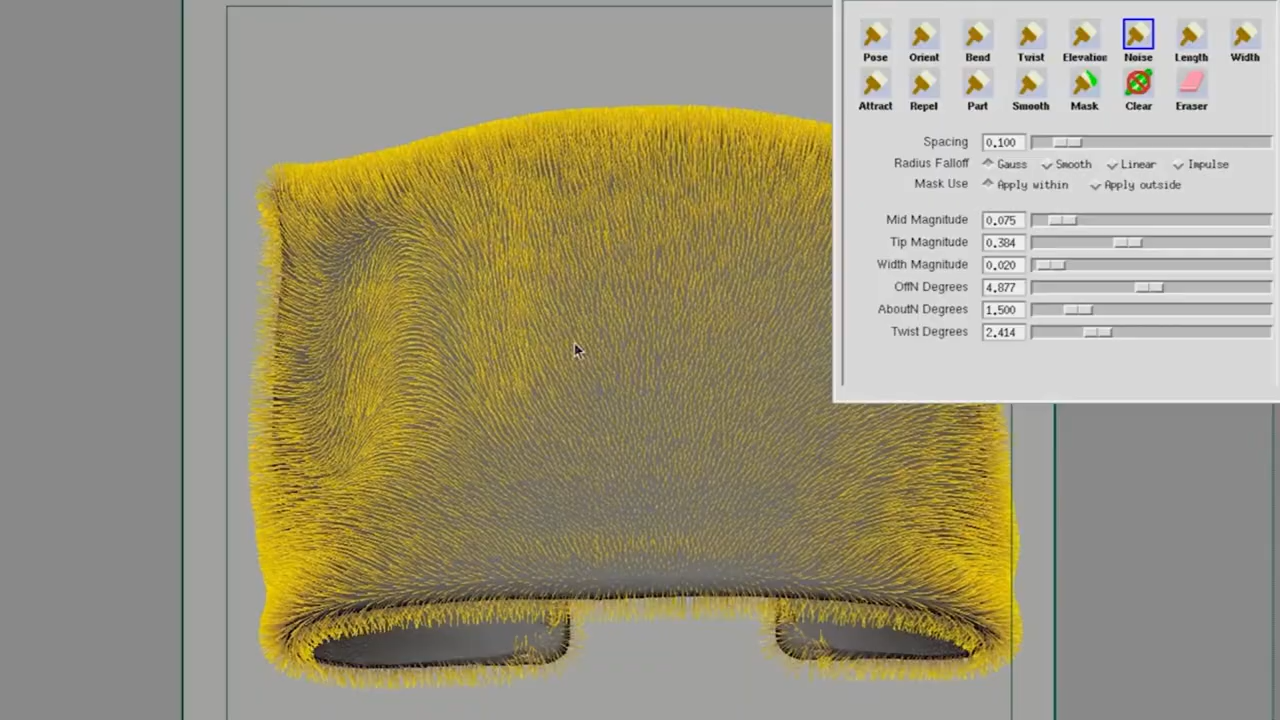 Pose Orient Bend Twist Elevation Noise Length Width
Attract Repel Part Smooth Mask Clear Eraser
Spacing 0.100
Radius Falloff Gauss Smooth Linear Impulse
Mask Use Apply within Apply outside
Mid Magnitude 0.075
Tip Magnitude 0.384
Width Magnitude 0.020
OffN Degrees 4.877
AboutN Degrees 1.500
Twist Degrees 2.414